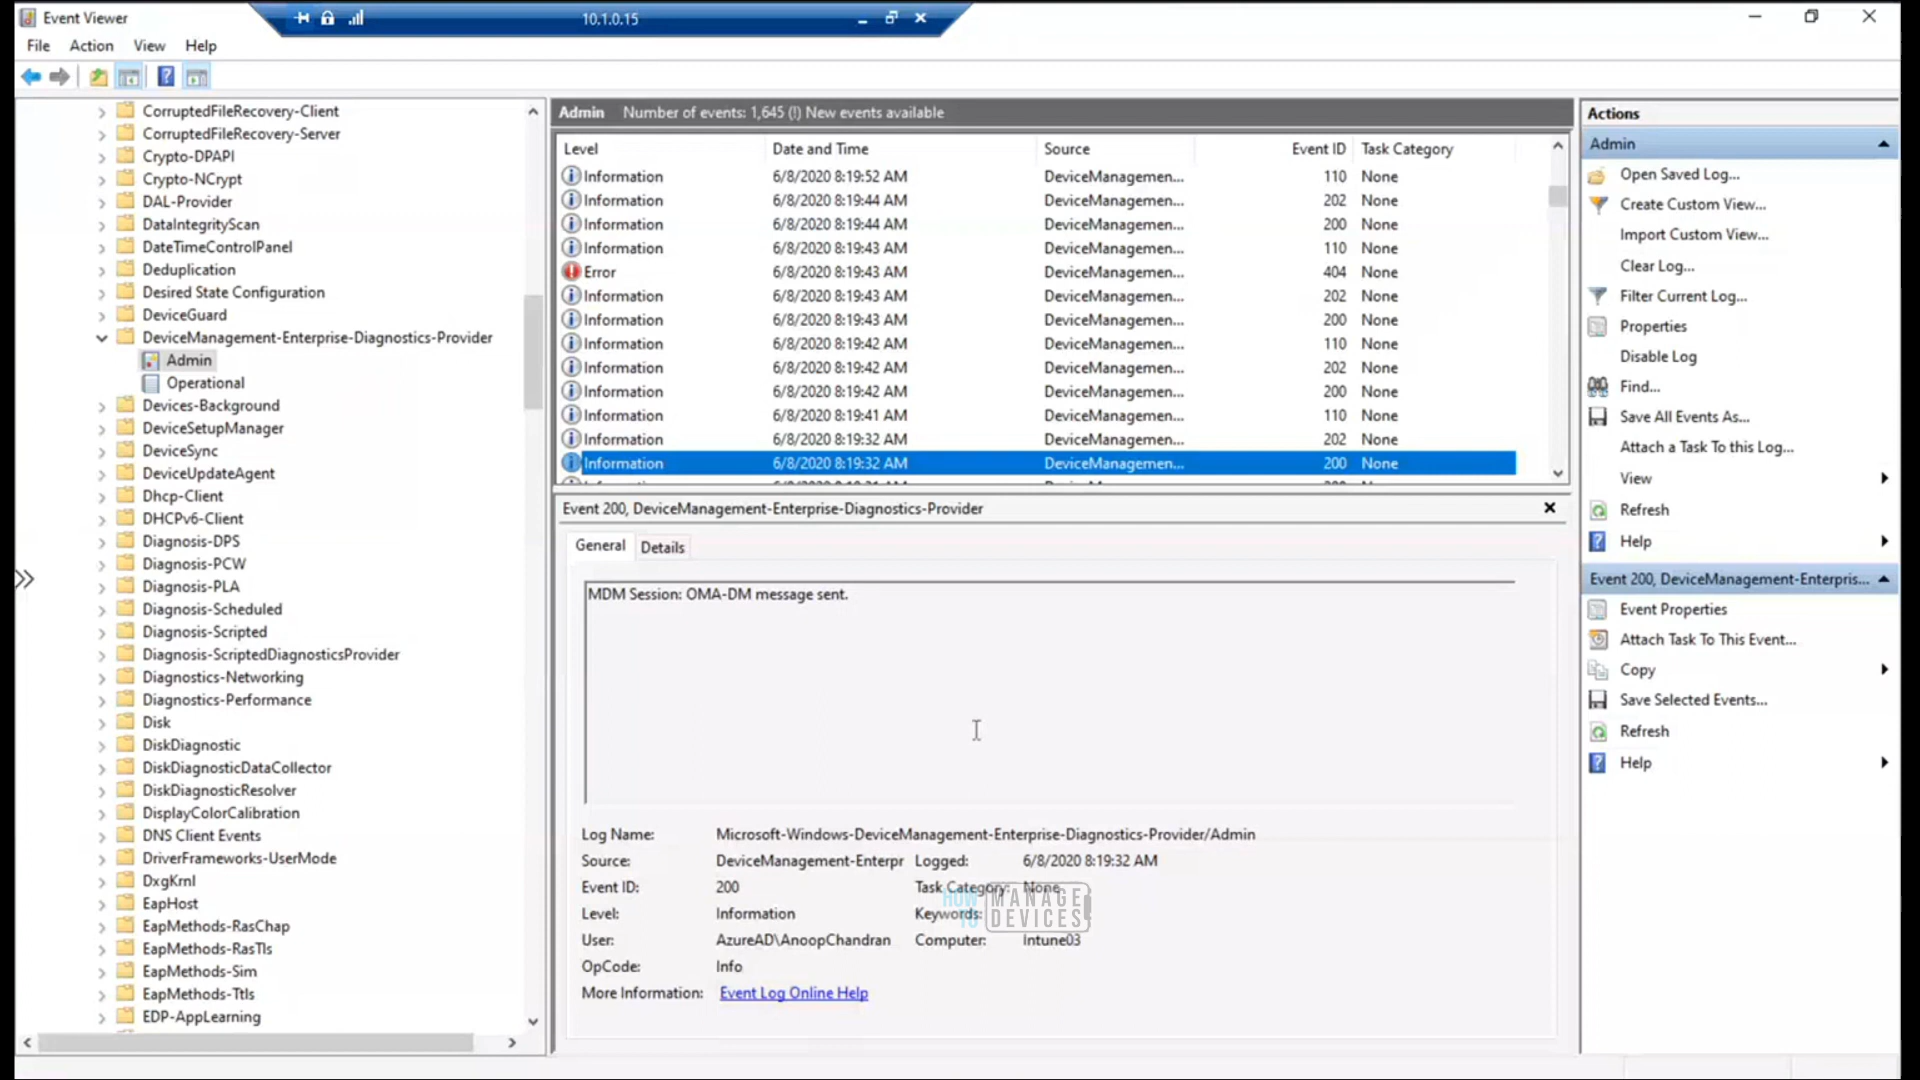 Event Viewer
10.1.0.15
File Action View Help
CorruptedFileRecovery-Client
CorruptedFileRecovery-Server
Crypto-DPAPI
Crypto-NCrypt
DAL-Provider
DataIntegrityScan
DateTimeControlPanel
Deduplication
Desired State Configuration
DeviceGuard
DeviceManagement-Enterprise-Diagnostics-Provider
Admin
Operational
Devices-Background
DeviceSetupManager
DeviceSync
DeviceUpdateAgent
Dhcp-Client
DHCPv6-Client
Diagnosis-DPS
Diagnosis-PCW
Diagnosis-PLA
Diagnosis-Scheduled
Diagnosis-Scripted
Diagnosis-ScriptedDiagnosticsProvider
Diagnostics-Networking
Diagnostics-Performance
Disk
DiskDiagnostic
DiskDiagnosticDataCollector
DiskDiagnosticResolver
DisplayColorCalibration
DNS Client Events
DriverFrameworks-UserMode
DxgKrnl
EapHost
EapMethods-RasChap
EapMethods-RasTls
EapMethods-Sim
EapMethods-Ttls
EDP-AppLearning
Admin Number of events: 1,645 (!) New events available
Level Date and Time Source Event ID Task Category
Information 6/8/2020 8:19:52 AM DeviceManagemen... 110 None
Information 6/8/2020 8:19:44 AM DeviceManagemen... 202 None
Information 6/8/2020 8:19:44 AM DeviceManagemen... 200 None
Information 6/8/2020 8:19:43 AM DeviceManagemen... 110 None
Error 6/8/2020 8:19:43 AM DeviceManagemen... 404 None
Information 6/8/2020 8:19:43 AM DeviceManagemen... 202 None
Information 6/8/2020 8:19:43 AM DeviceManagemen... 200 None
Information 6/8/2020 8:19:42 AM DeviceManagemen... 110 None
Information 6/8/2020 8:19:42 AM DeviceManagemen... 202 None
Information 6/8/2020 8:19:42 AM DeviceManagemen... 200 None
Information 6/8/2020 8:19:41 AM DeviceManagemen... 110 None
Information 6/8/2020 8:19:32 AM DeviceManagemen... 202 None
Information 6/8/2020 8:19:32 AM DeviceManagemen... 200 None
Event 200, DeviceManagement-Enterprise-Diagnostics-Provider
General Details
MDM Session: OMA-DM message sent.
Log Name: Microsoft-Windows-DeviceManagement-Enterprise-Diagnostics-Provider/Admin
Source: DeviceManagement-Enterpr Logged: 6/8/2020 8:19:32 AM
Event ID: 200 Task Category: None
Level: Information Keywords:
User: AzureAD\AnoopChandran Computer: Intune03
OpCode: Info
More Information: Event Log Online Help
HOW TO MANAGE DEVICES
Actions
Admin
Open Saved Log...
Create Custom View...
Import Custom View...
Clear Log...
Filter Current Log...
Properties
Disable Log
Find...
Save All Events As...
Attach a Task To this Log...
View
Refresh
Help
Event 200, DeviceManagement-Enterpris...
Event Properties
Attach Task To This Event...
Copy
Save Selected Events...
Refresh
Help